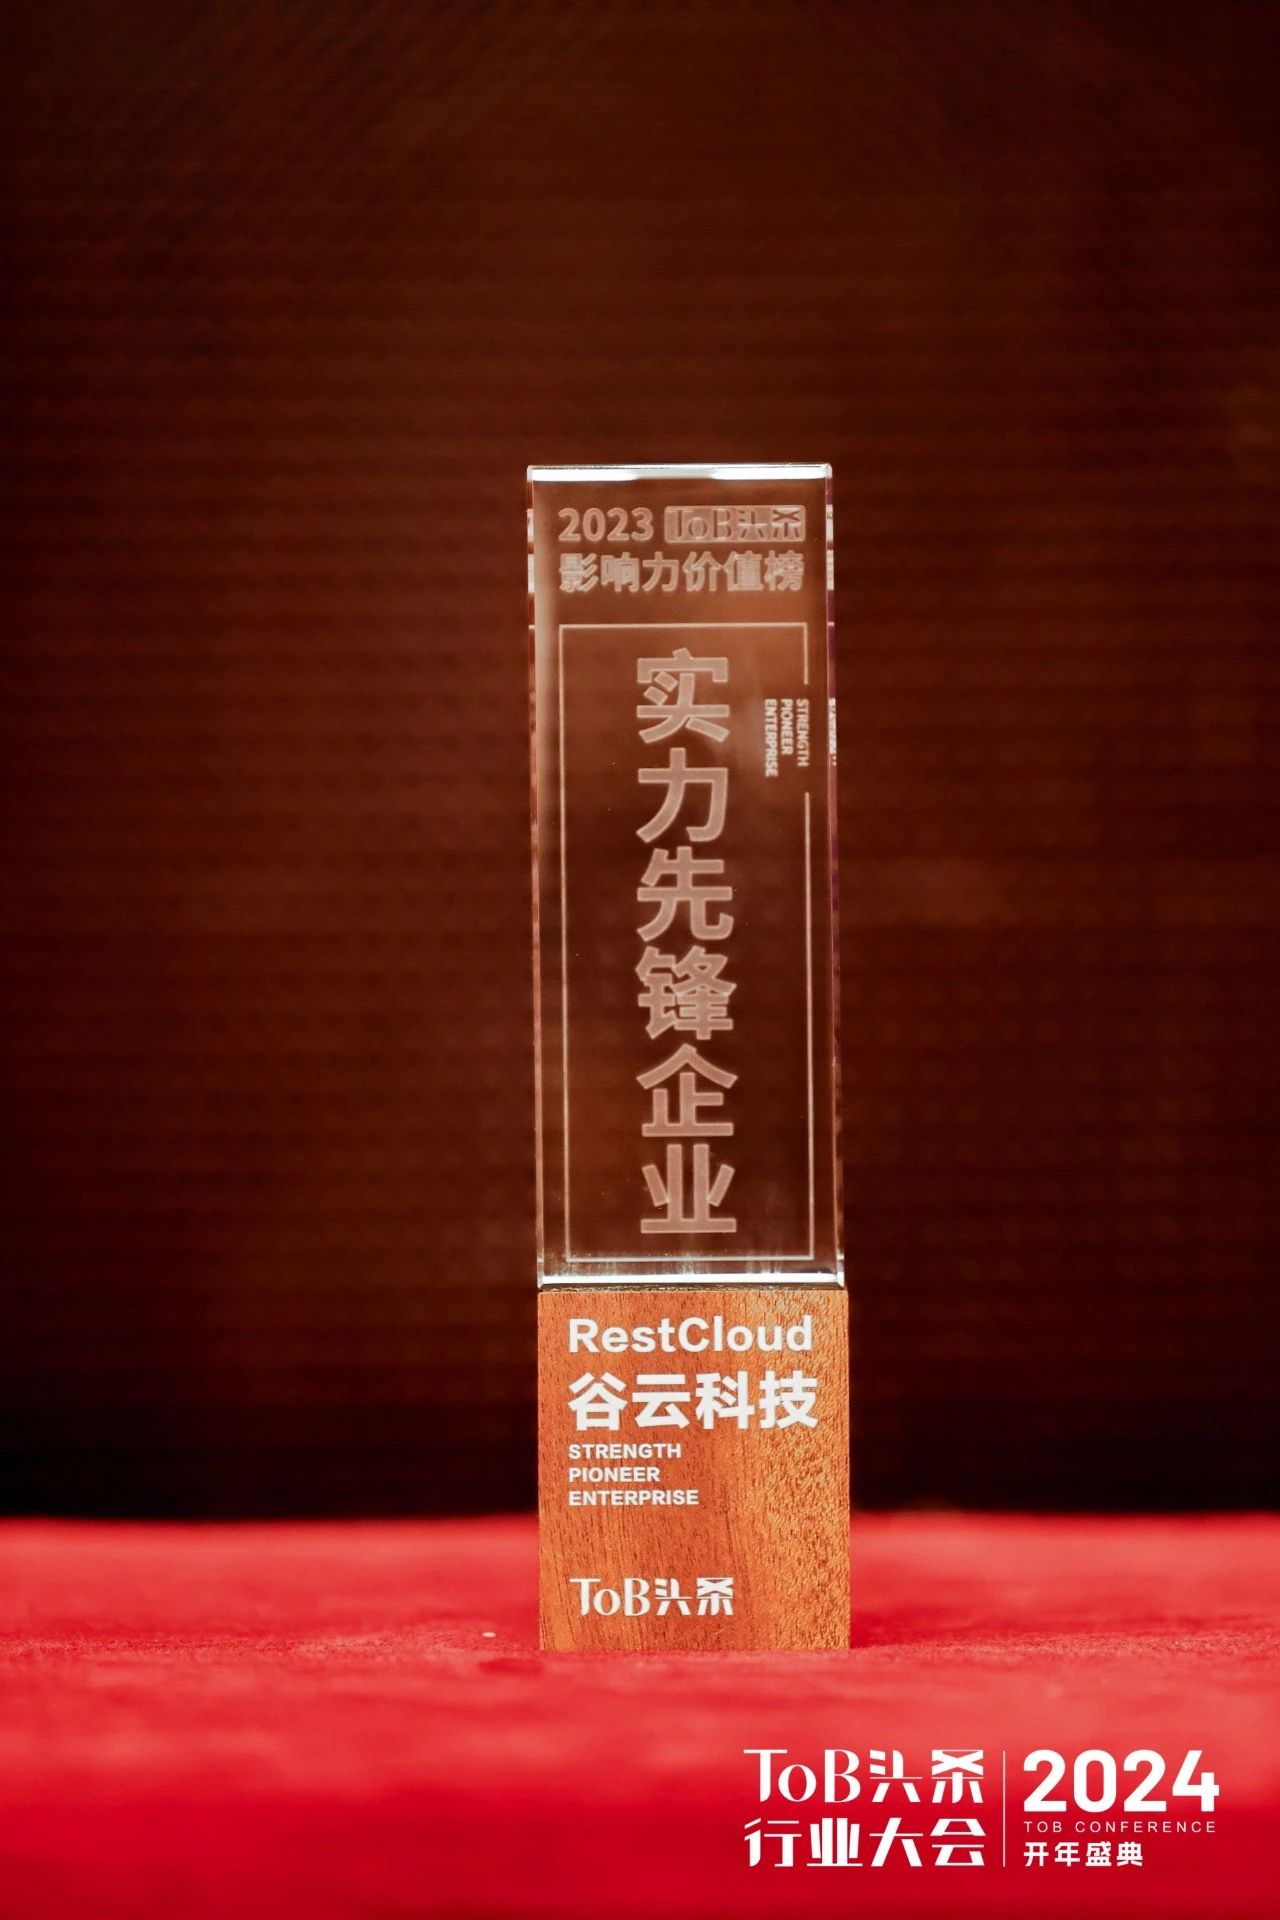 2023 ToB头条
影响力价值榜
实力先锋企业
STRENGTH
PIONEER
ENTERPRISE
RestCloud
谷云科技
STRENGTH
PIONEER
ENTERPRISE
ToB头条
ToB头条
行业大会
2024
TOB CONFERENCE
开年盛典